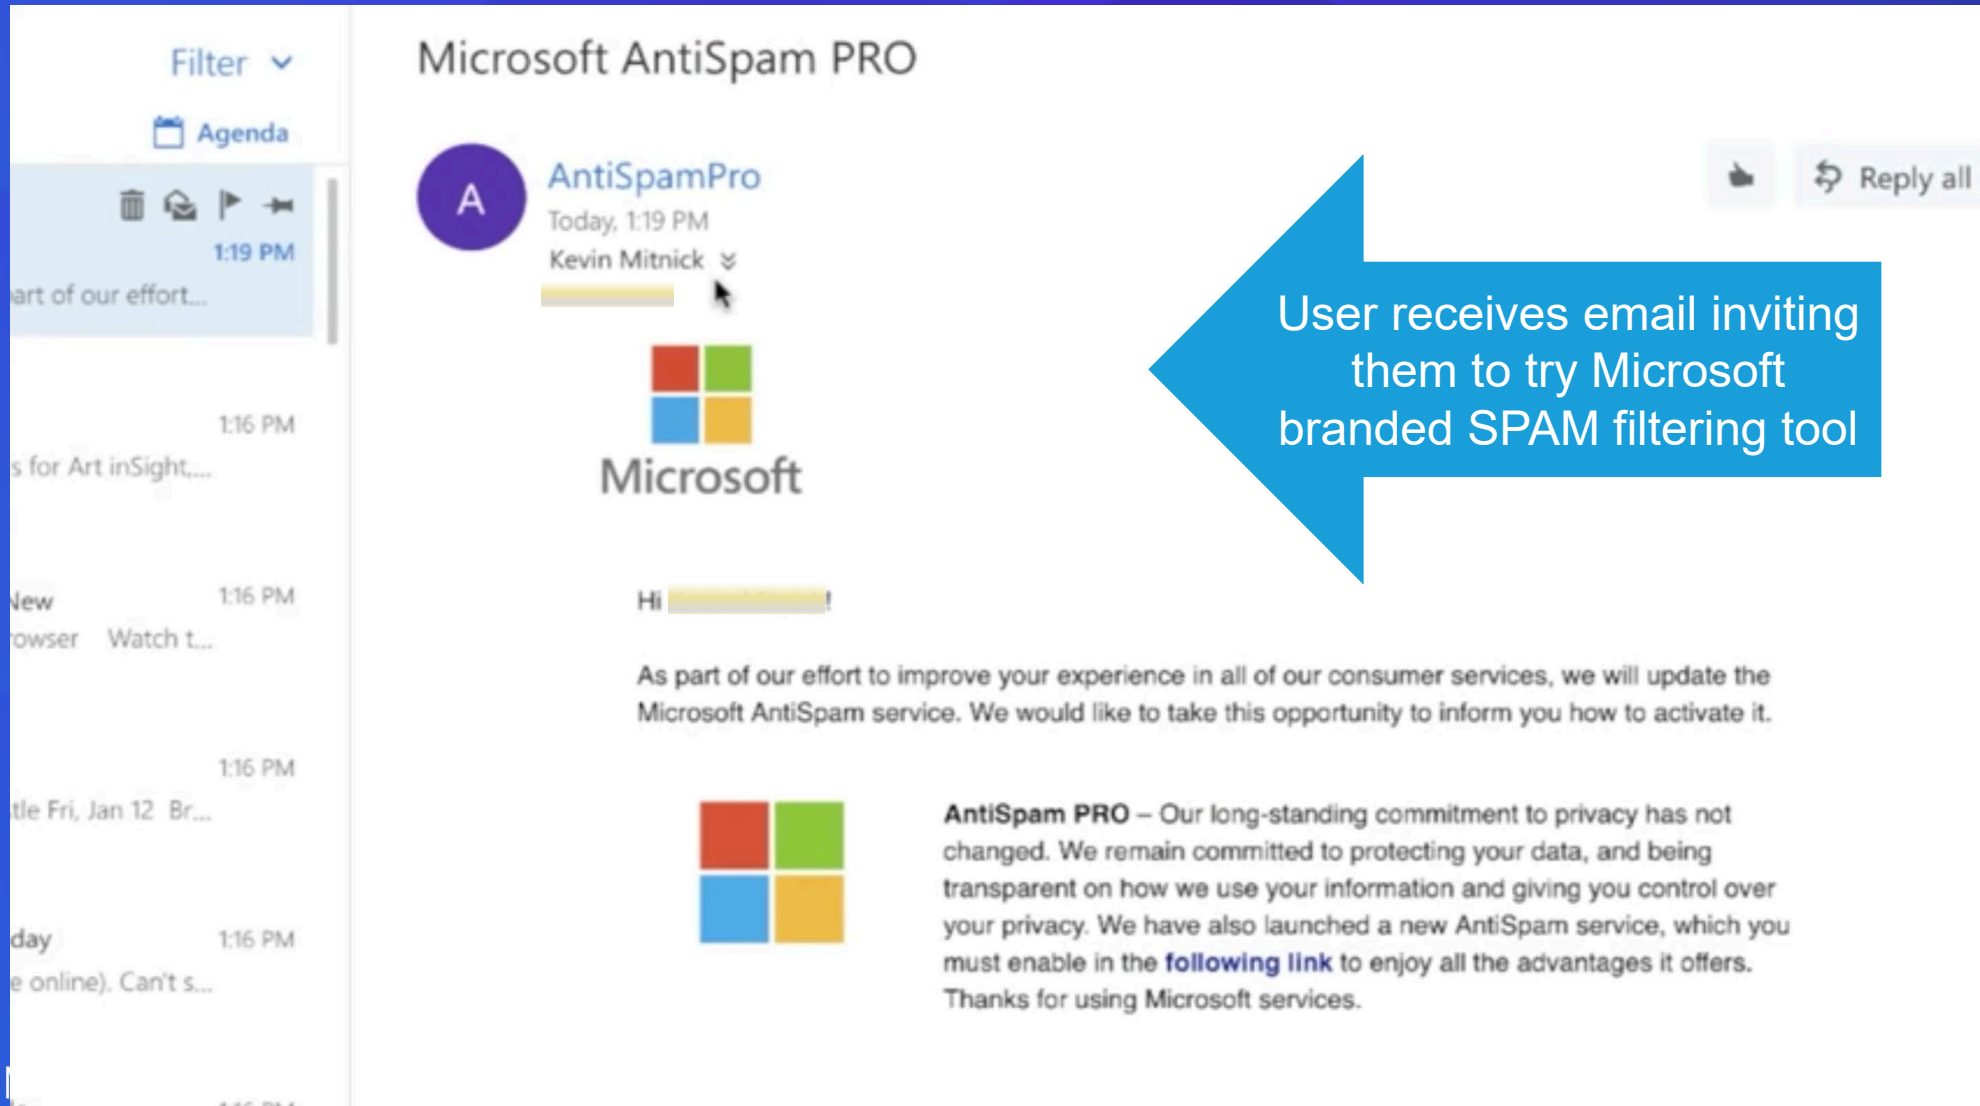 Filter
Agenda
1:19 PM
art of our effort...
1:16 PM
s for Art inSight,...
New
1:16 PM
owser Watch t...
1:16 PM
tle Fri, Jan 12 Br...
day
1:16 PM
e online). Can't s...
Microsoft AntiSpam PRO
A
AntiSpamPro
Today, 1:19 PM
Kevin Mitnick
Reply all
Microsoft
User receives email inviting
them to try Microsoft
branded SPAM filtering tool
Hi !
As part of our effort to improve your experience in all of our consumer services, we will update the
Microsoft AntiSpam service. We would like to take this opportunity to inform you how to activate it.
AntiSpam PRO – Our long-standing commitment to privacy has not
changed. We remain committed to protecting your data, and being
transparent on how we use your information and giving you control over
your privacy. We have also launched a new AntiSpam service, which you
must enable in the following link to enjoy all the advantages it offers.
Thanks for using Microsoft services.